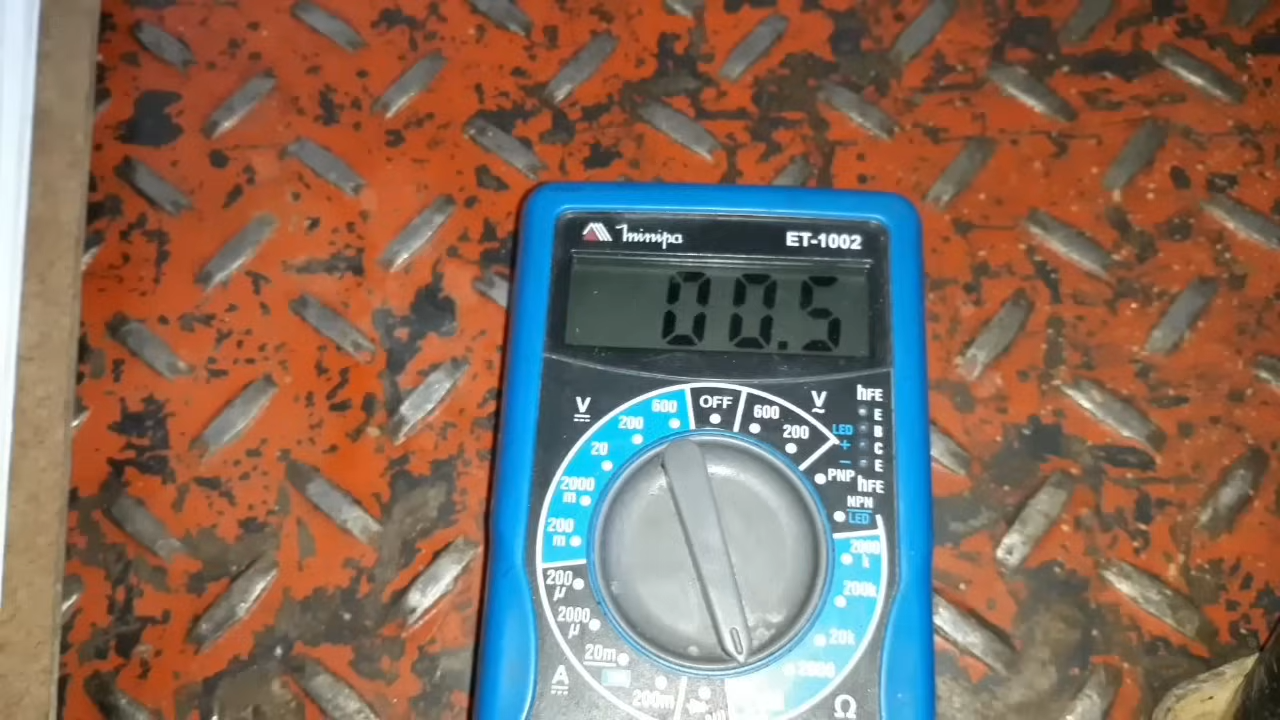 minipa ET-1002
00.5
V OFF V hFE
600 600 E
200 200 LED B
20 + C
2000 m - E
200 m PNP hFE
NPN
LED
200 µ 2000 k
2000 µ 200k
20m 20k
A 200m 2000
Ω